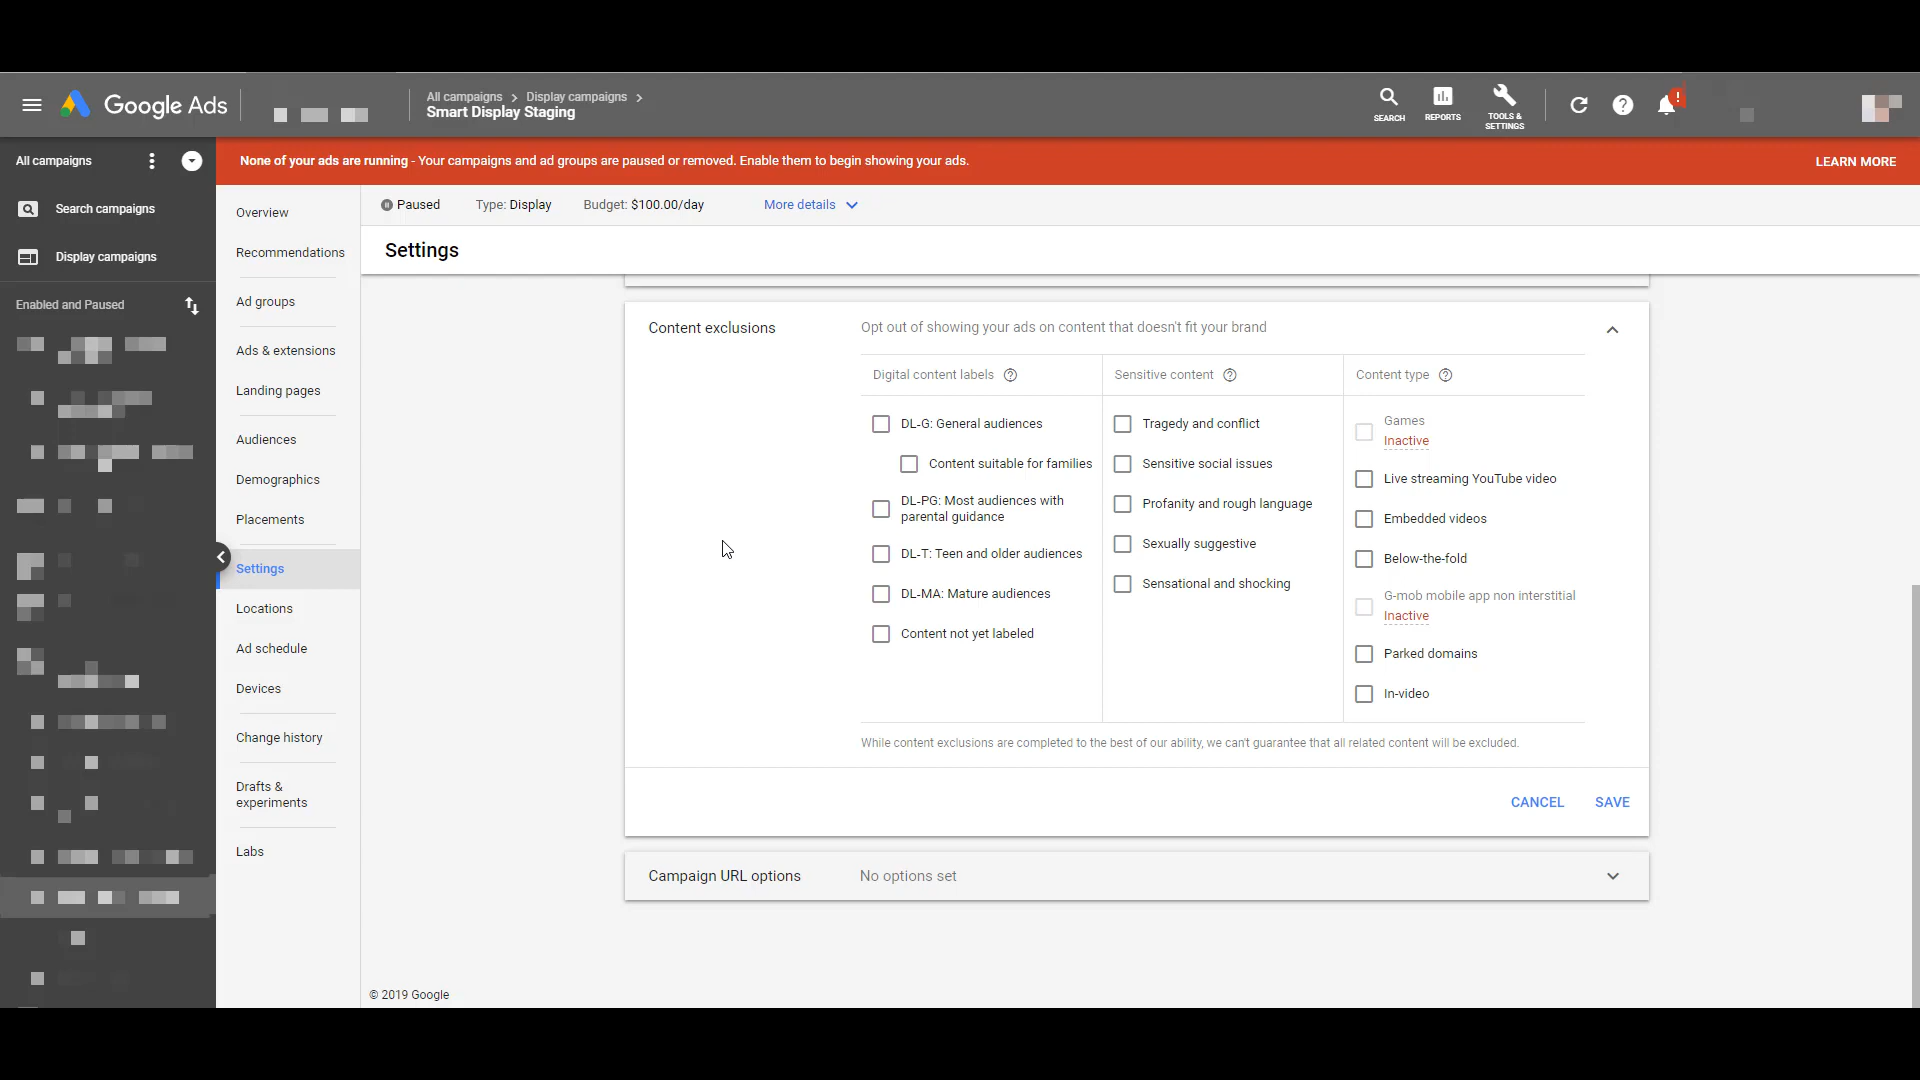 Google Ads
All campaigns > Display campaigns >
Smart Display Staging
SEARCH
REPORTS
TOOLS &
SETTINGS
!
All campaigns
None of your ads are running - Your campaigns and ad groups are paused or removed. Enable them to begin showing your ads.
LEARN MORE
Search campaigns
Display campaigns
Enabled and Paused
Overview
Recommendations
Ad groups
Ads & extensions
Landing pages
Audiences
Demographics
Placements
Settings
Locations
Ad schedule
Devices
Change history
Drafts &
experiments
Labs
Paused
Type: Display
Budget: $100.00/day
More details
Settings
Content exclusions
Opt out of showing your ads on content that doesn't fit your brand
Digital content labels
DL-G: General audiences
Content suitable for families
DL-PG: Most audiences with
parental guidance
DL-T: Teen and older audiences
DL-MA: Mature audiences
Content not yet labeled
Sensitive content
Tragedy and conflict
Sensitive social issues
Profanity and rough language
Sexually suggestive
Sensational and shocking
Content type
Games
Inactive
Live streaming YouTube video
Embedded videos
Below-the-fold
G-mob mobile app non interstitial
Inactive
Parked domains
In-video
While content exclusions are completed to the best of our ability, we can't guarantee that all related content will be excluded.
CANCEL
SAVE
Campaign URL options
No options set
© 2019 Google